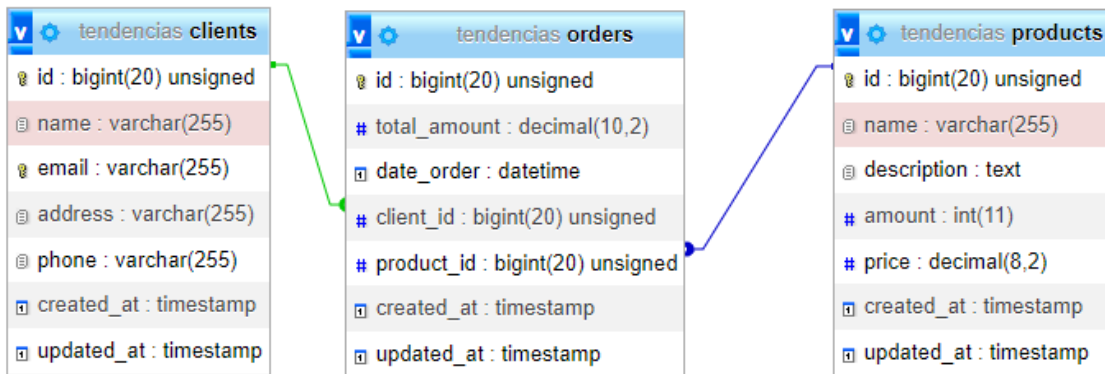 v tendencias clients
id : bigint(20) unsigned
name : varchar(255)
email : varchar(255)
address : varchar(255)
phone : varchar(255)
created_at : timestamp
updated_at : timestamp
v tendencias orders
id : bigint(20) unsigned
# total_amount : decimal(10,2)
date_order : datetime
# client_id : bigint(20) unsigned
# product_id : bigint(20) unsigned
created_at : timestamp
updated_at : timestamp
v tendencias products
id : bigint(20) unsigned
name : varchar(255)
description : text
# amount : int(11)
# price : decimal(8,2)
created_at : timestamp
updated_at : timestamp